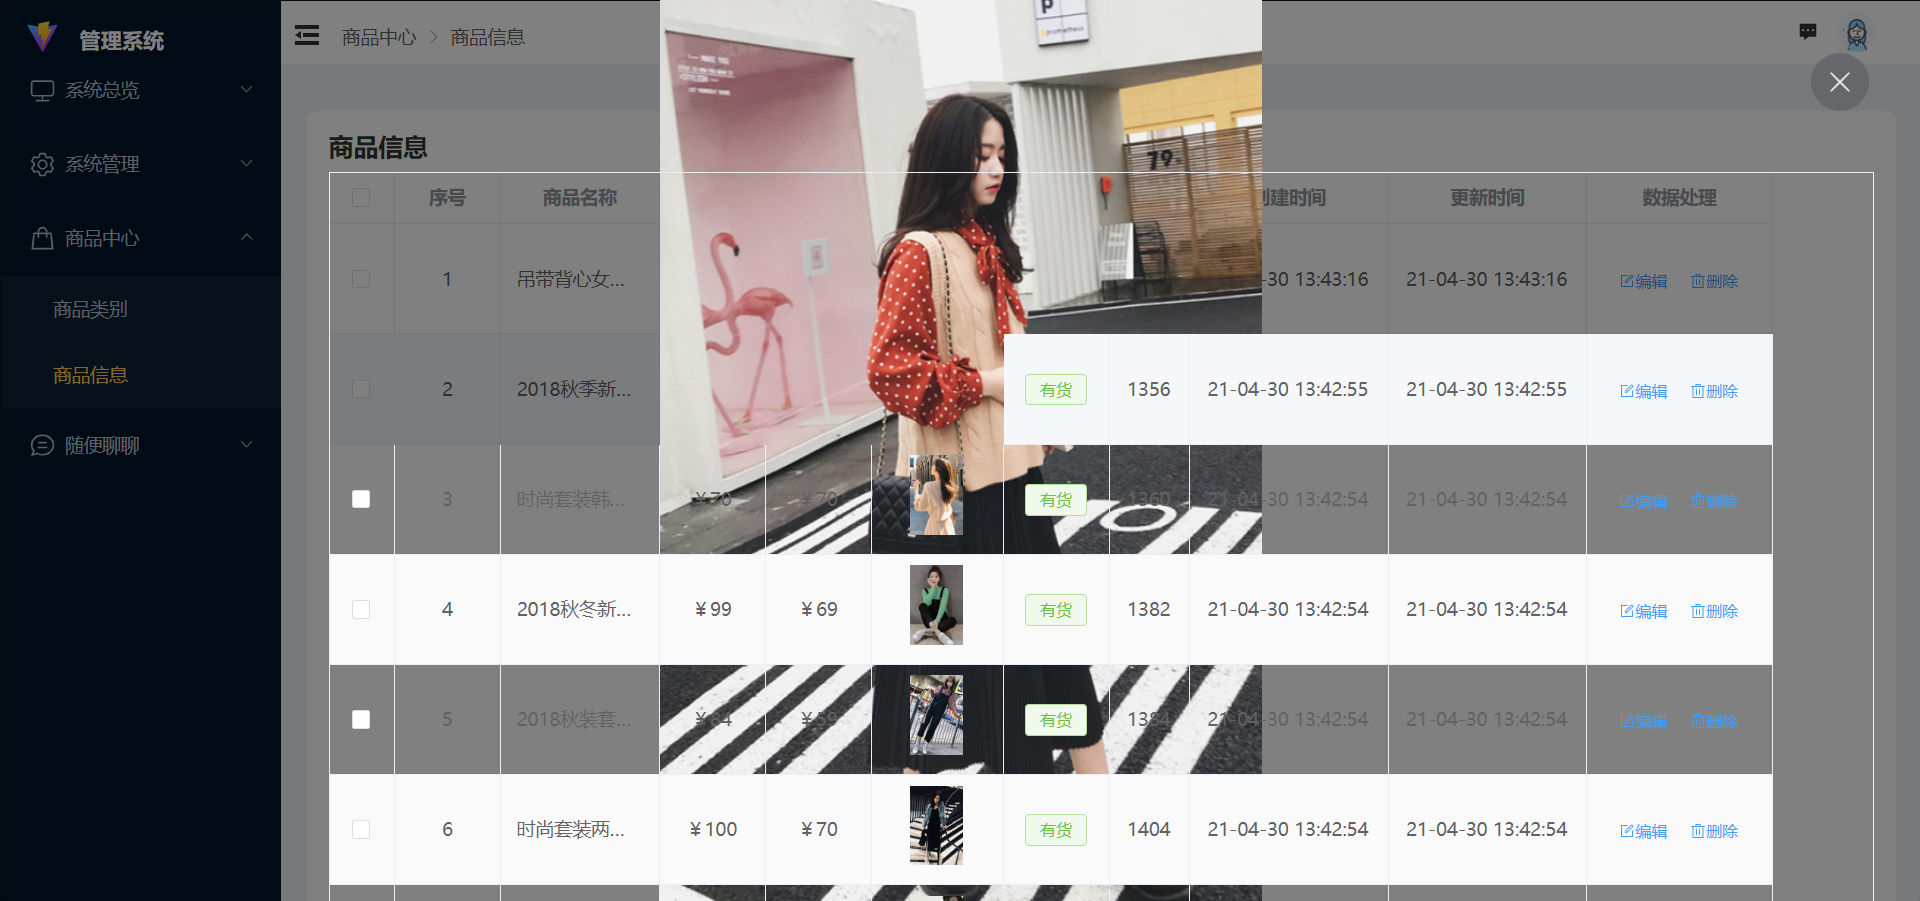 管理系统
系统总览
系统管理
商品中心
商品类别
商品信息
随便聊聊
商品中心 > 商品信息
商品信息
序号 商品名称 创建时间 更新时间 数据处理
1 吊带背心女... -30 13:43:16 21-04-30 13:43:16 编辑 删除
2 2018秋季新... 有货 1356 21-04-30 13:42:55 21-04-30 13:42:55 编辑 删除
3 时尚套装韩... ¥70 ¥70 有货 1360 21-04-30 13:42:54 21-04-30 13:42:54 编辑 删除
4 2018秋冬新... ¥99 ¥69 有货 1382 21-04-30 13:42:54 21-04-30 13:42:54 编辑 删除
5 2018秋装套... ¥84 ¥59 有货 1384 21-04-30 13:42:54 21-04-30 13:42:54 编辑 删除
6 时尚套装两... ¥100 ¥70 有货 1404 21-04-30 13:42:54 21-04-30 13:42:54 编辑 删除
P
prometheus
79